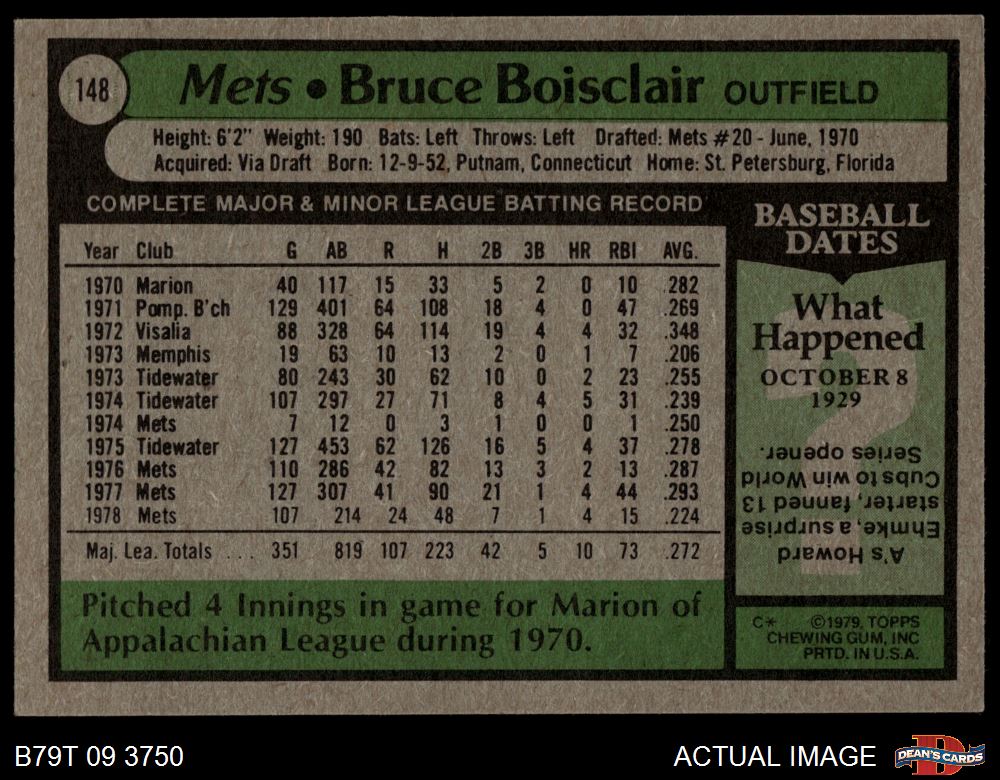 148
Mets • Bruce Boisclair OUTFIELD
Height: 6'2" Weight: 190 Bats: Left Throws: Left Drafted: Mets #20 - June, 1970
Acquired: Via Draft Born: 12-9-52, Putnam, Connecticut Home: St. Petersburg, Florida
COMPLETE MAJOR & MINOR LEAGUE BATTING RECORD
Year Club G AB R H 2B 3B HR RBI AVG.
1970 Marion 40 117 15 33 5 2 0 10 .282
1971 Pomp. B'ch 129 401 64 108 18 4 0 47 .269
1972 Visalia 88 328 64 114 19 4 4 32 .348
1973 Memphis 19 63 10 13 2 0 1 7 .206
1973 Tidewater 80 243 30 62 10 0 2 23 .255
1974 Tidewater 107 297 27 71 8 4 5 31 .239
1974 Mets 7 12 0 3 1 0 0 1 .250
1975 Tidewater 127 453 62 126 16 5 4 37 .278
1976 Mets 110 286 42 82 13 3 2 13 .287
1977 Mets 127 307 41 90 21 1 4 44 .293
1978 Mets 107 214 24 48 7 1 4 15 .224
Maj. Lea. Totals ... 351 819 107 223 42 5 10 73 .272
Pitched 4 Innings in game for Marion of
Appalachian League during 1970.
BASEBALL
DATES
What
Happened
OCTOBER 8
1929
A's Howard
Ehmke, a surprise
starter, fanned 13
Cubs to win World
Series opener.
C* ©1979, TOPPS
CHEWING GUM, INC
PRTD. IN U.S.A.
B79T 09 3750
ACTUAL IMAGE
D
DEAN'S CARDS